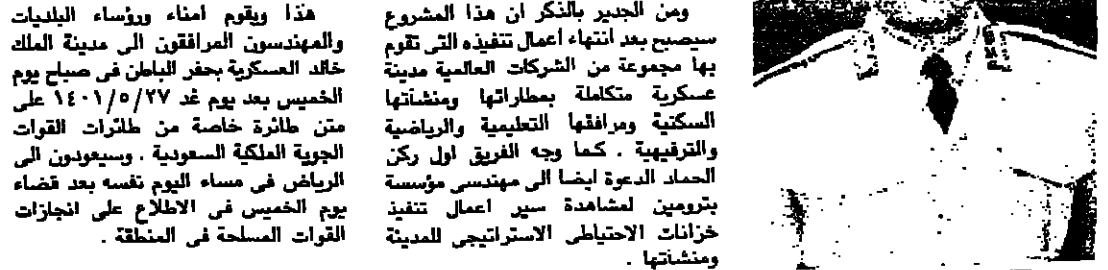 ومن الجدير بالذكر ان هذا المشروع
سيصبح بعد انتهاء اعمال تنفيذه التى تقوم
بها مجموعة من الشركات العالمية مدينة
عسكرية متكاملة بمطاراتها ومنشآتها
السكنية ومرافقها التعليمية والرياضية
والترفيهية . كما وجه الفريق اول ركن
الحماد الدعوة ايضا الى مهندسى مؤسسة
بترومين لمشاهدة سير اعمال تنفيذ
خزانات الاحتياطى الاستراتيجى للمدينة
ومنشآتها .
هذا ويقوم امناء ورؤساء البلديات
والمهندسون المرافقون الى مدينة الملك
خالد العسكرية بحفر الباطن فى صباح يوم
الخميس بعد يوم غد ١٤٠١/٥/٢٧ على
متن طائرة خاصة من طائرات القوات
الجوية الملكية السعودية . وسيعودون الى
الرياض فى مساء اليوم نفسه بعد قضاء
يوم الخميس فى الاطلاع على انجازات
القوات المسلحة فى المنطقة .